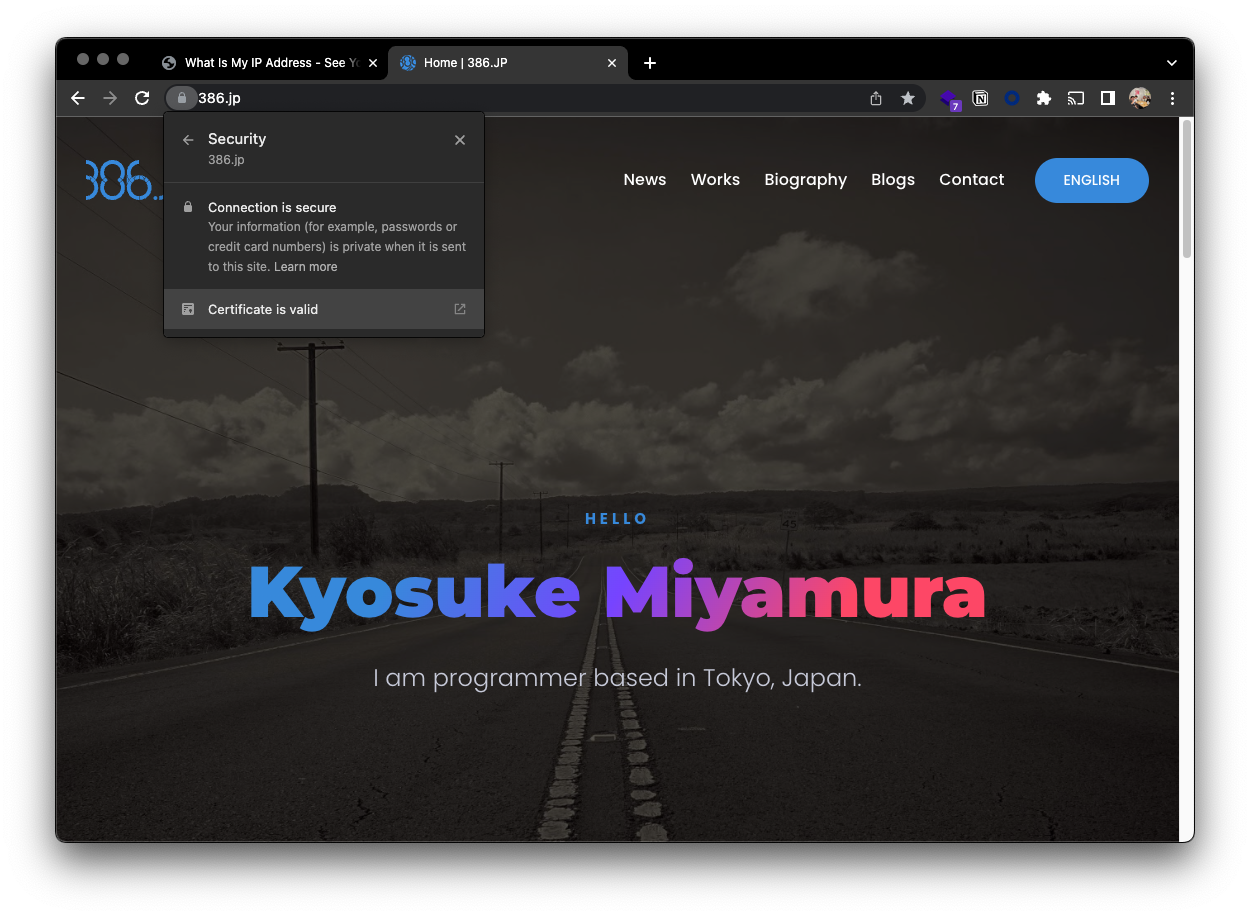 What Is My IP Address - See Yo
Home | 386.JP
386.jp
7
Security
386.jp
386.
News Works Biography Blogs Contact ENGLISH
Connection is secure
Your information (for example, passwords or
credit card numbers) is private when it is sent
to this site. Learn more
Certificate is valid
45
HELLO
Kyosuke Miyamura
I am programmer based in Tokyo, Japan.